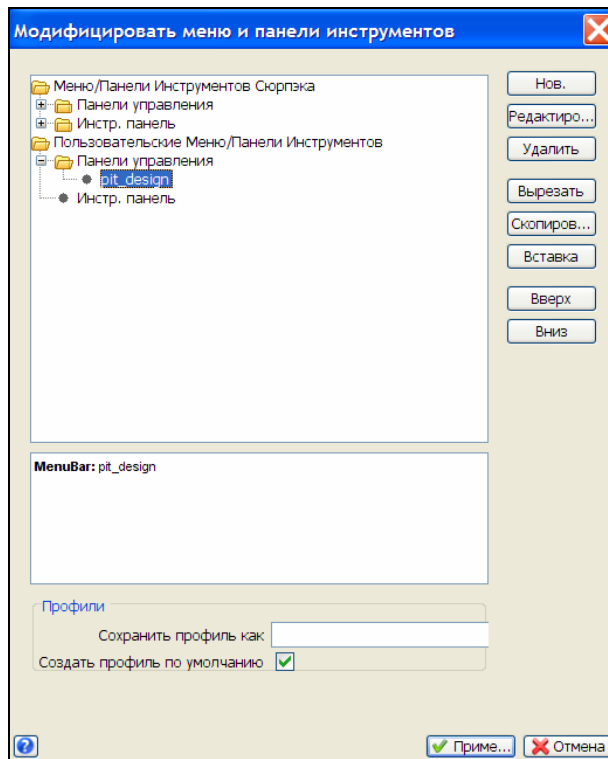 Модифицировать меню и панели инструментов
Меню/Панели Инструментов Сюрпэка
Панели управления
Инстр. панель
Пользовательские Меню/Панели Инструментов
Панели управления
pit_design
Инстр. панель
Нов.
Редактиро...
Удалить
Вырезать
Скопиров...
Вставка
Вверх
Вниз
MenuBar: pit_design
Профили
Сохранить профиль как
Создать профиль по умолчанию
Приме...
Отмена